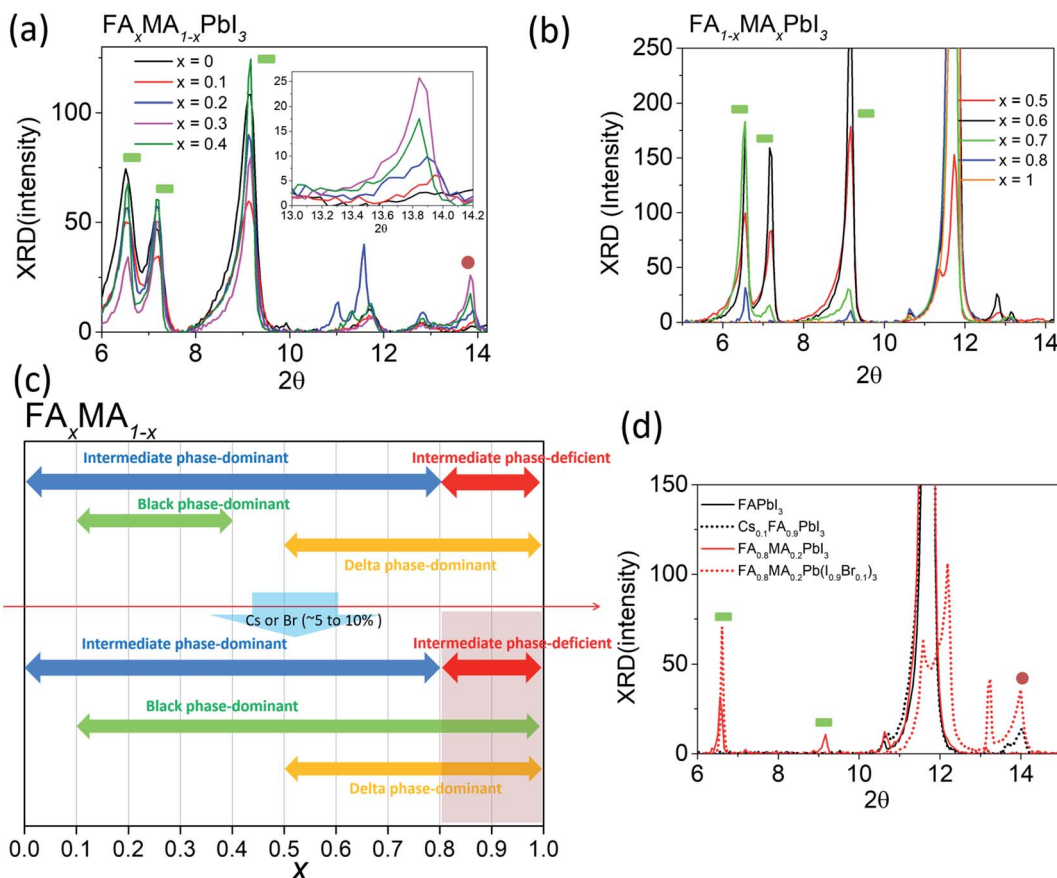 (a)
FAₓMA₁₋ₓPbI₃
x = 0
x = 0.1
x = 0.2
x = 0.3
x = 0.4
XRD(intensity)
100
50
0
6 8 10 12 14
2θ
25
20
15
10
5
0
13.0 13.2 13.4 13.6 13.8 14.0 14.2
2θ
(b)
FA₁₋ₓMAₓPbI₃
x = 0.5
x = 0.6
x = 0.7
x = 0.8
x = 1
XRD (Intensity)
250
200
150
100
50
0
6 8 10 12 14
2θ
(c)
FAₓMA₁₋ₓ
Intermediate phase-dominant Intermediate phase-deficient
Black phase-dominant
Delta phase-dominant
Cs or Br (~5 to 10% )
Intermediate phase-dominant Intermediate phase-deficient
Black phase-dominant
Delta phase-dominant
0.0 0.1 0.2 0.3 0.4 0.5 0.6 0.7 0.8 0.9 1.0
x
(d)
FAPbI₃
Cs₀.₁FA₀.₉PbI₃
FA₀.₈MA₀.₂PbI₃
FA₀.₈MA₀.₂Pb(I₀.₉Br₀.₁)₃
XRD(intensity)
150
100
50
0
6 8 10 12 14
2θ